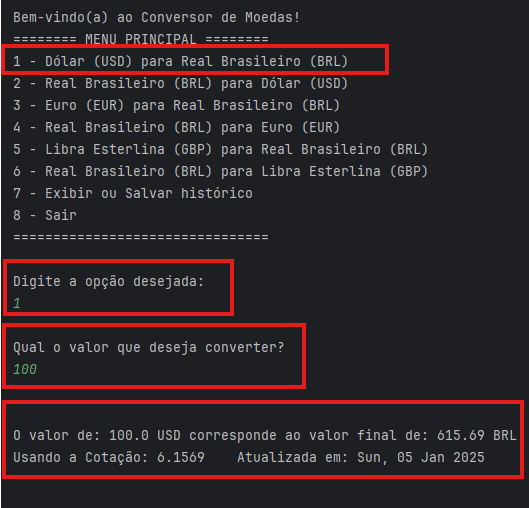 Bem-vindo(a) ao Conversor de Moedas!
======== MENU PRINCIPAL ========
1 - Dólar (USD) para Real Brasileiro (BRL)
2 - Real Brasileiro (BRL) para Dólar (USD)
3 - Euro (EUR) para Real Brasileiro (BRL)
4 - Real Brasileiro (BRL) para Euro (EUR)
5 - Libra Esterlina (GBP) para Real Brasileiro (BRL)
6 - Real Brasileiro (BRL) para Libra Esterlina (GBP)
7 - Exibir ou Salvar histórico
8 - Sair
================================
Digite a opção desejada:
1
Qual o valor que deseja converter?
100
O valor de: 100.0 USD corresponde ao valor final de: 615.69 BRL
Usando a Cotação: 6.1569    Atualizada em: Sun, 05 Jan 2025